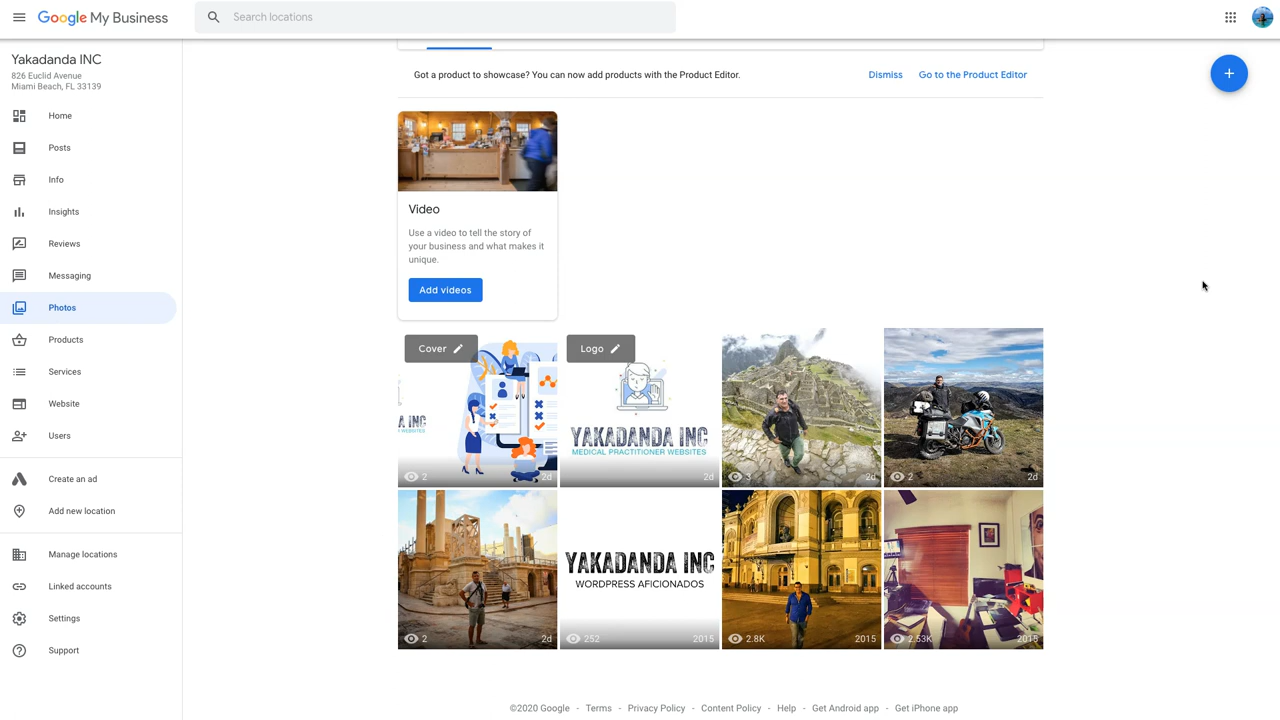 Google My Business
Search locations
Yakadanda INC
826 Euclid Avenue
Miami Beach, FL 33139
Home
Posts
Info
Insights
Reviews
Messaging
Photos
Products
Services
Website
Users
Create an ad
Add new location
Manage locations
Linked accounts
Settings
Support
Got a product to showcase? You can now add products with the Product Editor.
Dismiss
Go to the Product Editor
Video
Use a video to tell the story of
your business and what makes it
unique.
Add videos
Cover
2
2d
Logo
YAKADANDA INC
MEDICAL PRACTITIONER WEBSITES
2d
3
2d
2
2d
2
2d
YAKADANDA INC
WORDPRESS AFICIONADOS
252
2015
2.8K
2015
2.53K
2015
©2020 Google - Terms - Privacy Policy - Content Policy - Help - Get Android app - Get iPhone app